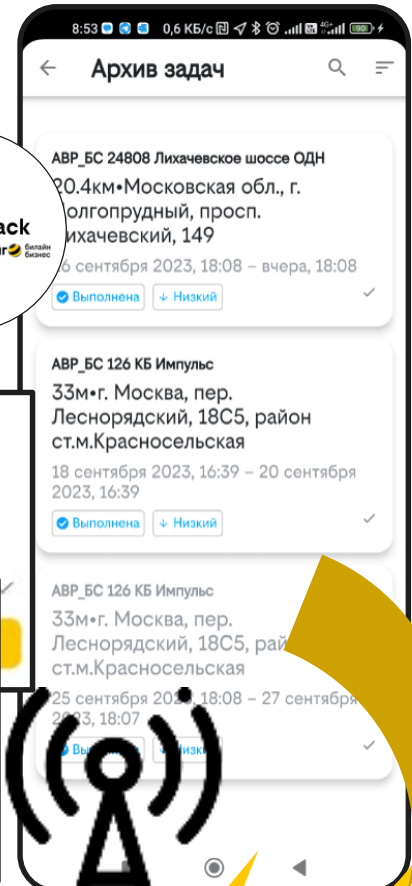 8:53 0,6 КБ/с 4G+ 90
Архив задач
АВР_БС 24808 Лихачевское шоссе ОДН
20.4км•Московская обл., г.
олгопрудный, просп.
ихачевский, 149
6 сентября 2023, 18:08 – вчера, 18:08
Выполнена Низкий
ack
билайн
бизнес
АВР_БС 126 КБ Импульс
33м•г. Москва, пер.
Леснорядский, 18С5, район
ст.м.Красносельская
18 сентября 2023, 16:39 – 20 сентября
2023, 16:39
Выполнена Низкий
АВР_БС 126 КБ Импульс
33м•г. Москва, пер.
Леснорядский, 18С5, рай
ст.м.Красносельская
25 сентября 202 , 18:08 – 27 сентября
2023, 18:07
Вы Низки